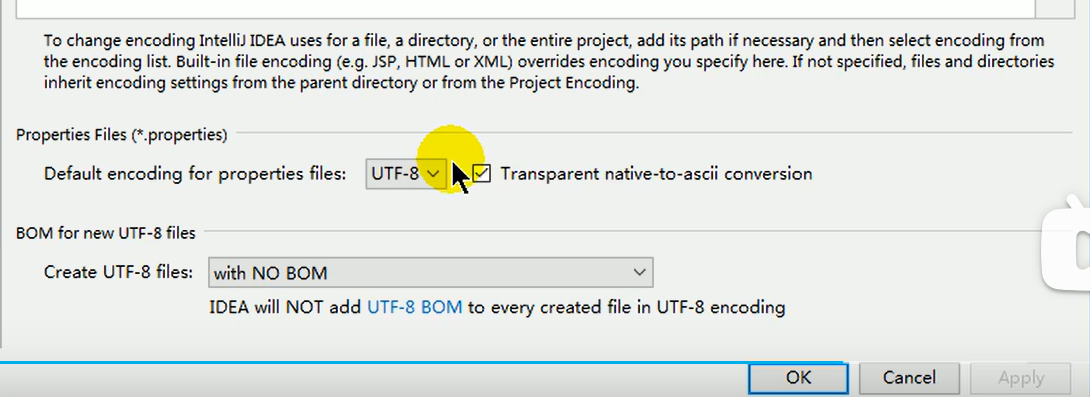 To change encoding IntelliJ IDEA uses for a file, a directory, or the entire project, add its path if necessary and then select encoding from
the encoding list. Built-in file encoding (e.g. JSP, HTML or XML) overrides encoding you specify here. If not specified, files and directories
inherit encoding settings from the parent directory or from the Project Encoding.
Properties Files (*.properties)
Default encoding for properties files: UTF-8 Transparent native-to-ascii conversion
BOM for new UTF-8 files
Create UTF-8 files: with NO BOM
IDEA will NOT add UTF-8 BOM to every created file in UTF-8 encoding
OK Cancel Apply